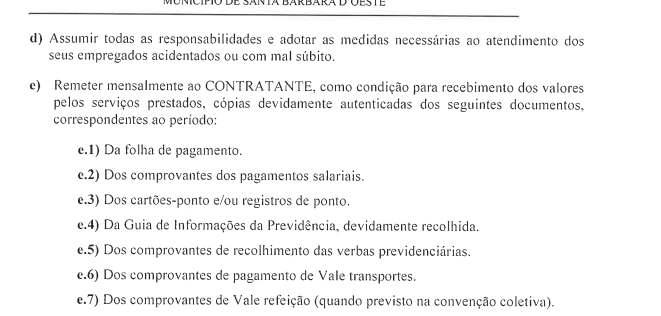 MUNICÍPIO DE SANTA BÁRBARA D'OESTE
d) Assumir todas as responsabilidades e adotar as medidas necessárias ao atendimento dos
seus empregados acidentados ou com mal súbito.
e) Remeter mensalmente ao CONTRATANTE, como condição para recebimento dos valores
pelos serviços prestados, cópias devidamente autenticadas dos seguintes documentos,
correspondentes ao período:
e.1) Da folha de pagamento.
e.2) Dos comprovantes dos pagamentos salariais.
e.3) Dos cartões-ponto e/ou registros de ponto.
e.4) Da Guia de Informações da Previdência, devidamente recolhida.
e.5) Dos comprovantes de recolhimento das verbas previdenciárias.
e.6) Dos comprovantes de pagamento de Vale transportes.
e.7) Dos comprovantes de Vale refeição (quando previsto na convenção coletiva).